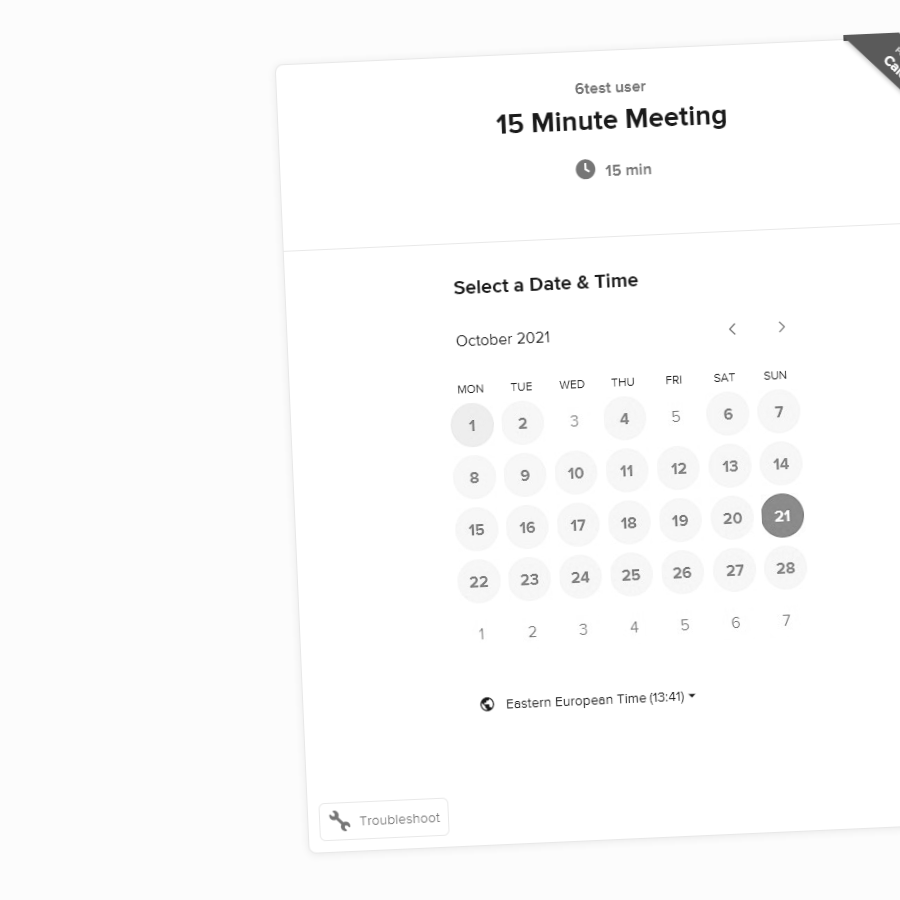 6test user
15 Minute Meeting
15 min
Select a Date & Time
October 2021
MON TUE WED THU FRI SAT SUN
1 2 3 4 5 6 7
8 9 10 11 12 13 14
15 16 17 18 19 20 21
22 23 24 25 26 27 28
1 2 3 4 5 6 7
Eastern European Time (13:41)
Troubleshoot